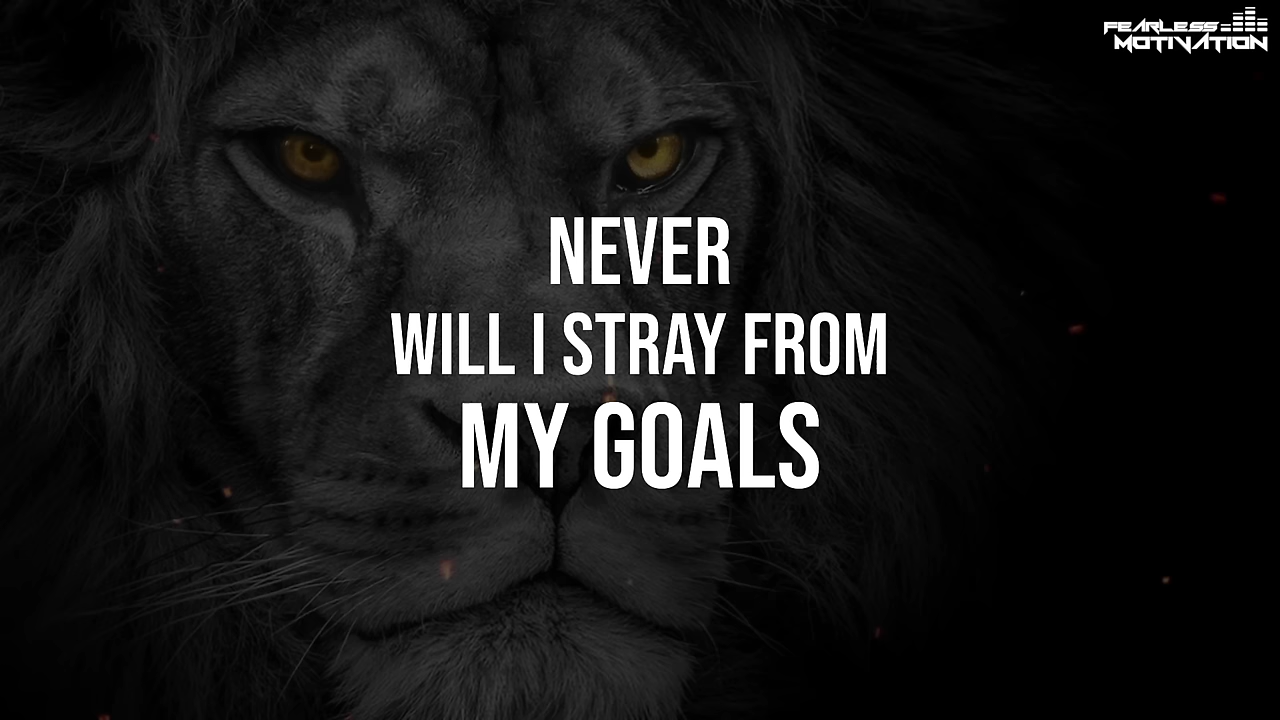 FEARLESS
MOTIVATION
NEVER
WILL I STRAY FROM
MY GOALS